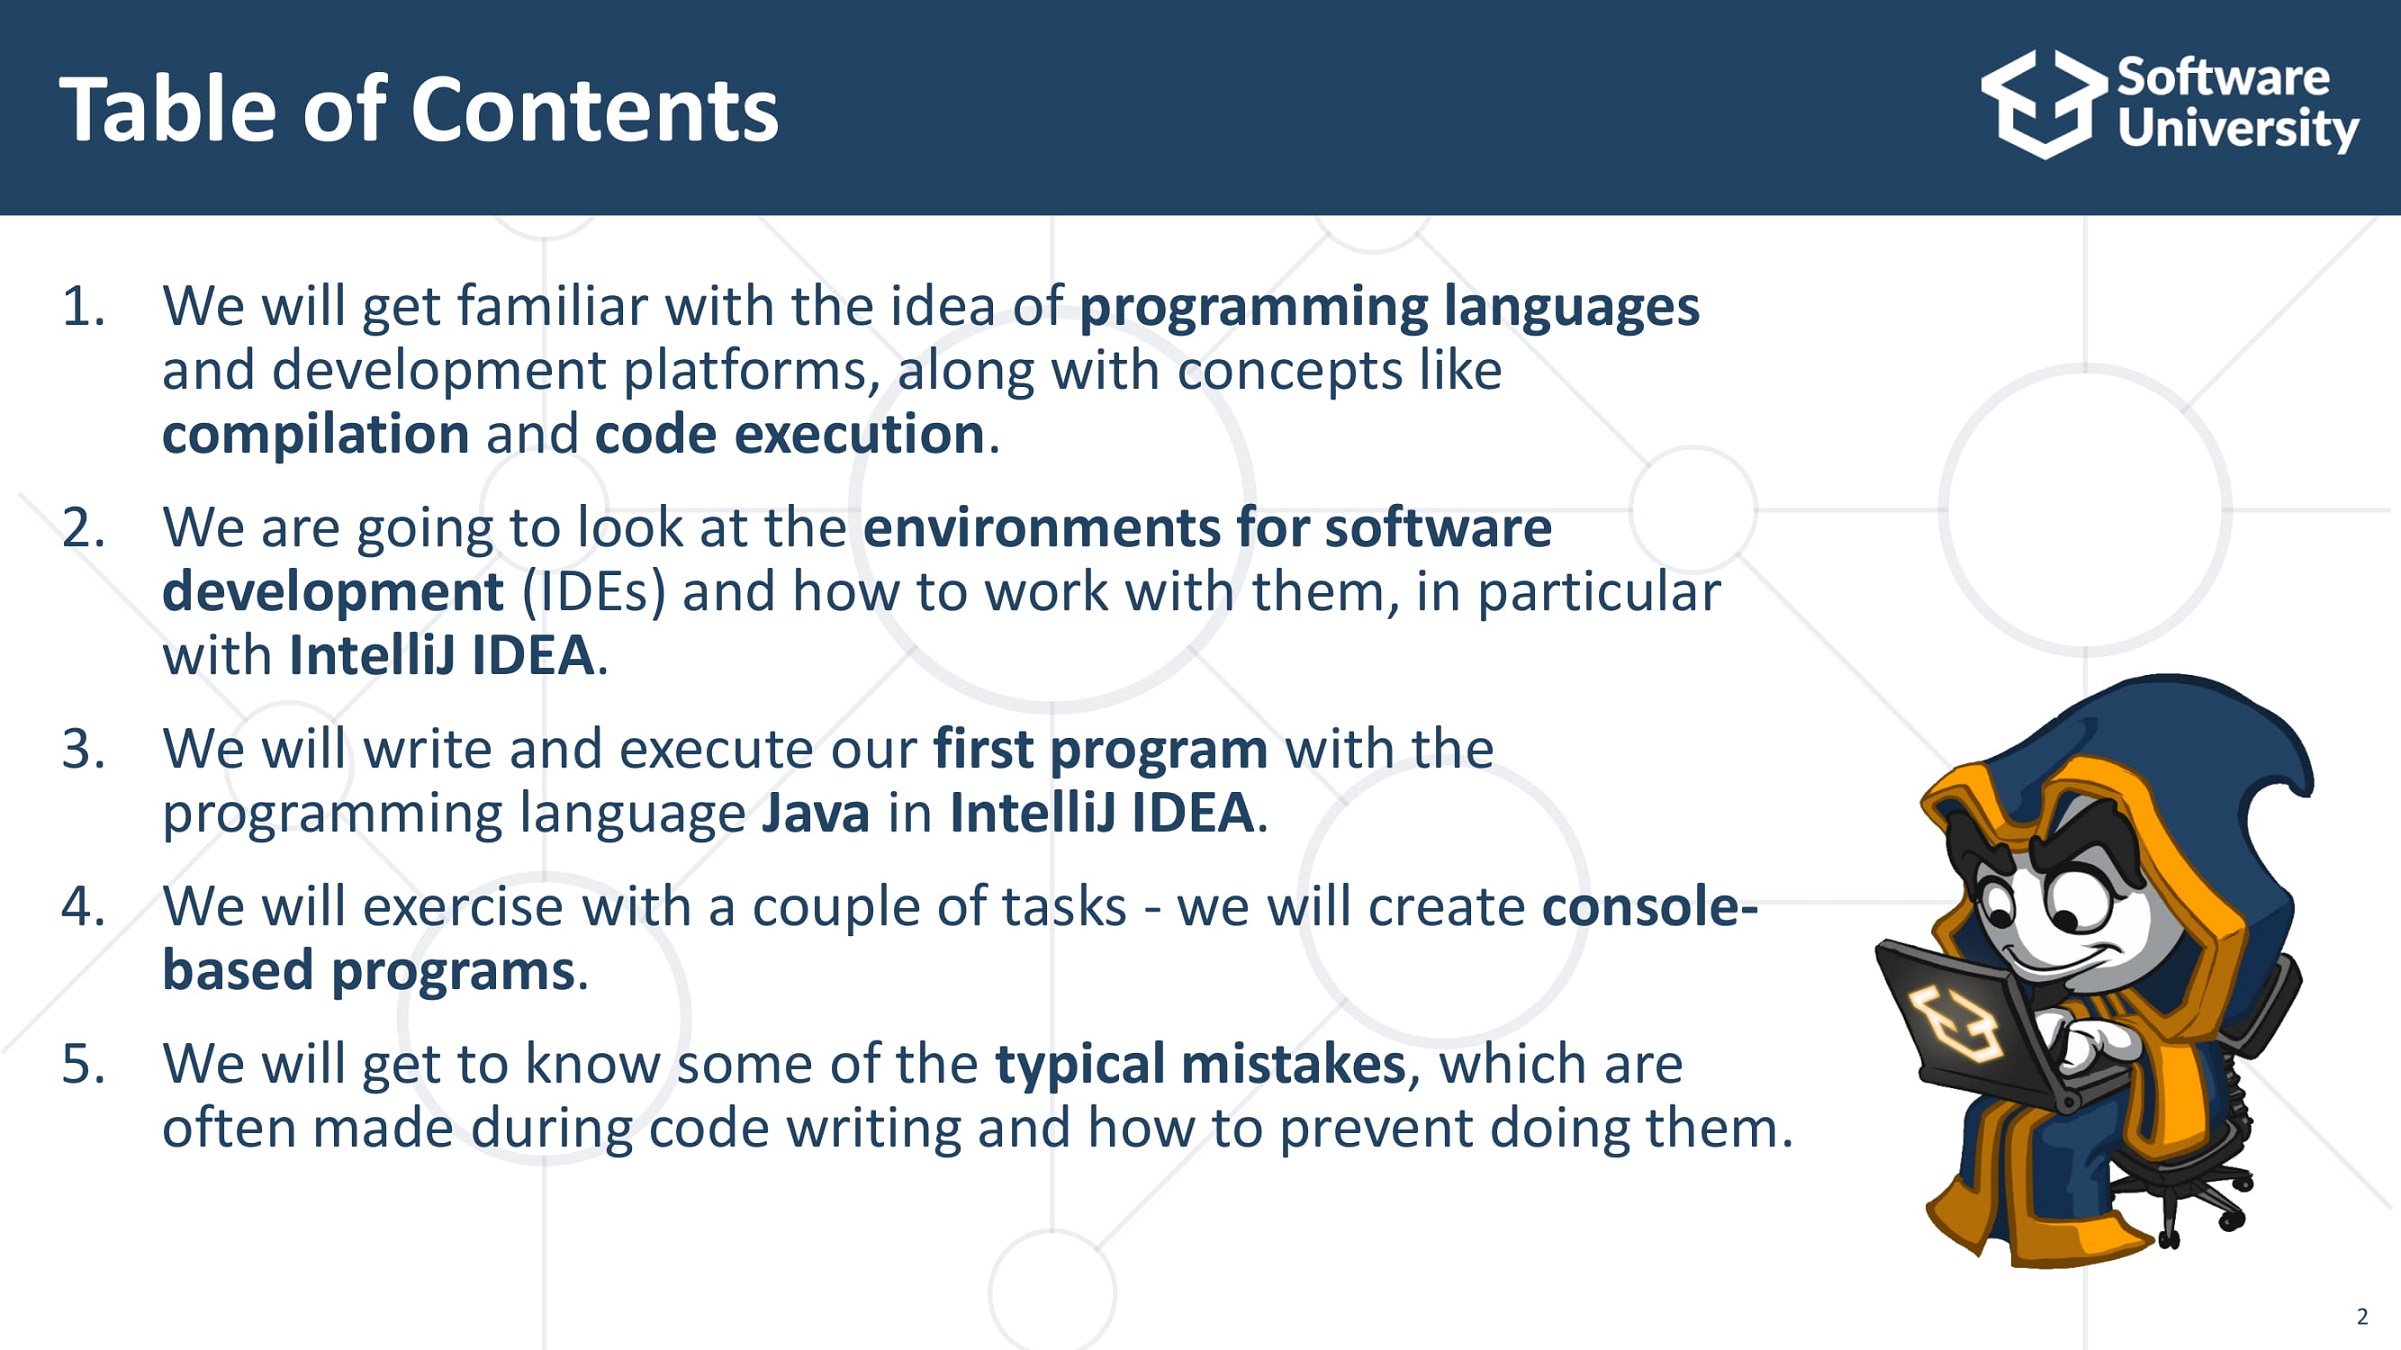 Table of Contents
Software
University
1. We will get familiar with the idea of programming languages
and development platforms, along with concepts like
compilation and code execution.
2. We are going to look at the environments for software
development (IDEs) and how to work with them, in particular
with IntelliJ IDEA.
3. We will write and execute our first program with the
programming language Java in IntelliJ IDEA.
4. We will exercise with a couple of tasks - we will create console-
based programs.
5. We will get to know some of the typical mistakes, which are
often made during code writing and how to prevent doing them.
2